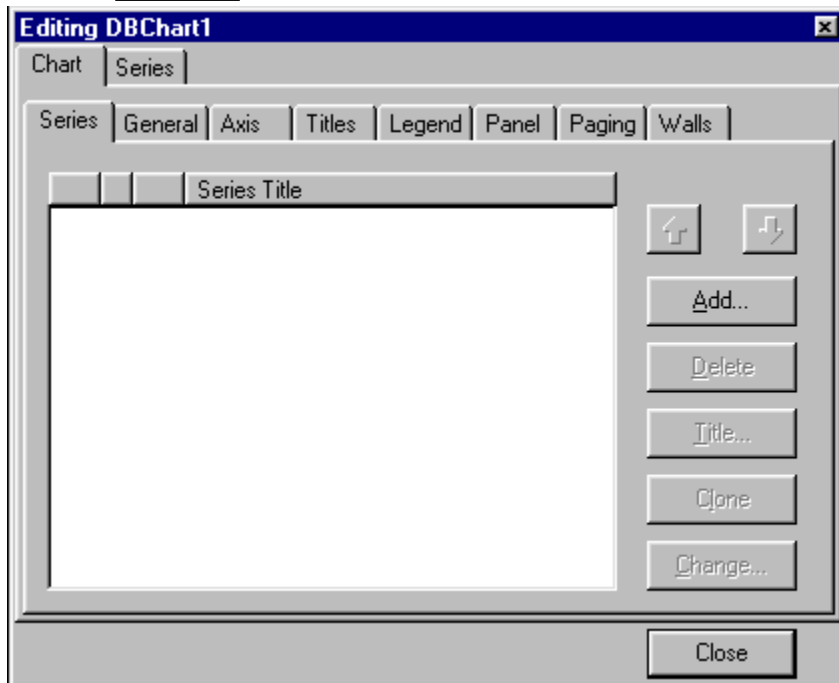 Editing DBChart1
Chart Series
Series General Axis Titles Legend Panel Paging Walls
Series Title
Add...
Delete
Title...
Clone
Change...
Close